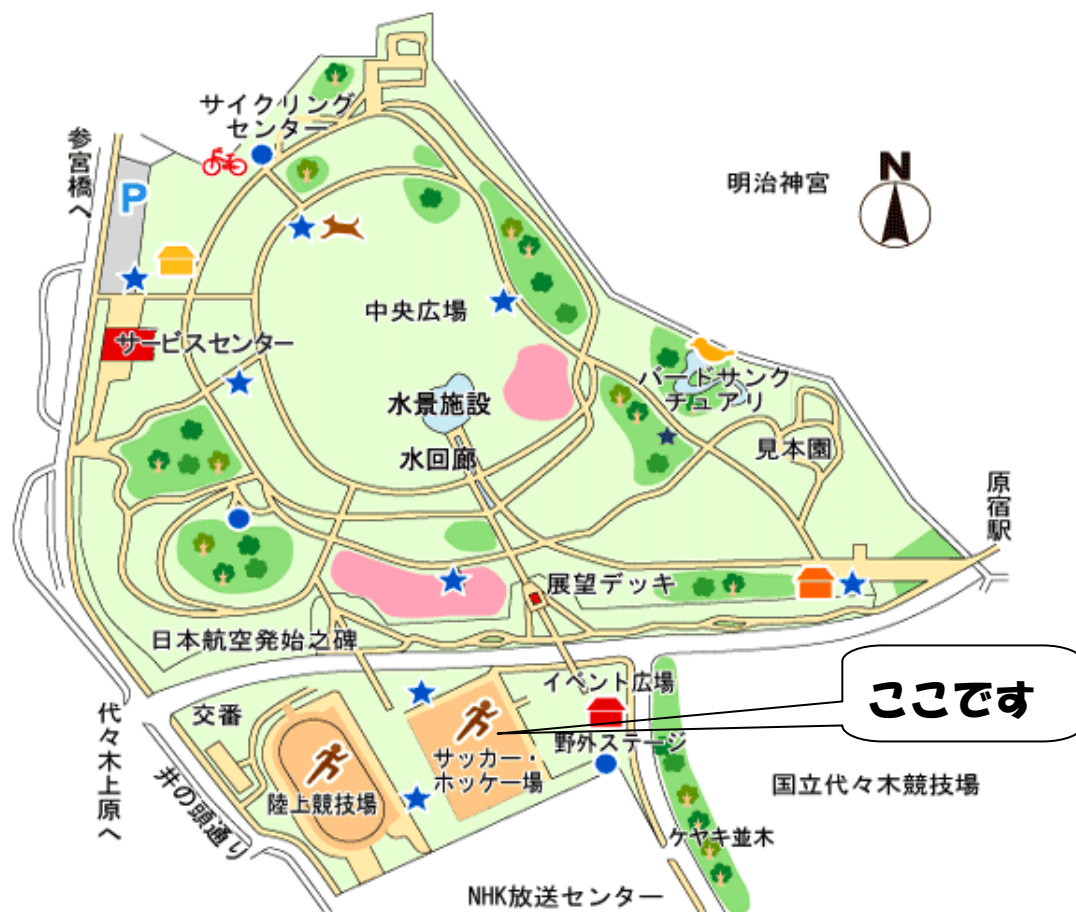 サイクリング
センター
参宮橋へ
P
N
明治神宮
中央広場
サービスセンター
バードサンク
チュアリ
水景施設
水回廊
見本園
原宿駅
展望デッキ
日本航空発始之碑
イベント広場
ここです
交番
代々木上原へ
野外ステージ
サッカー・
ホッケー場
陸上競技場
井の頭通り
国立代々木競技場
ケヤキ並木
NHK放送センター